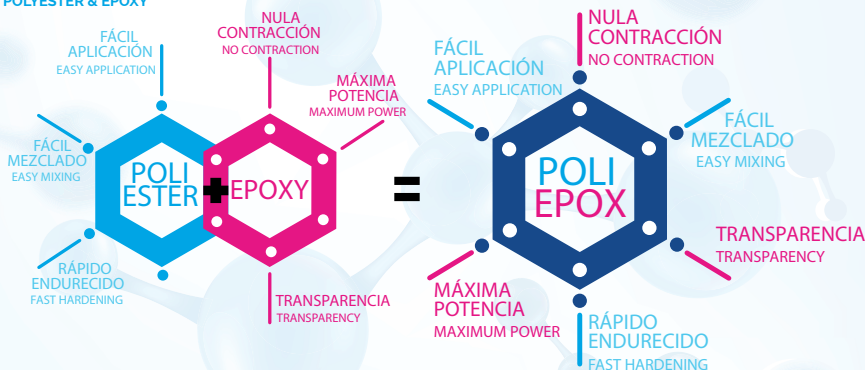 POLYESTER & EPOXY
FÁCIL
APLICACIÓN
EASY APPLICATION
NULA
CONTRACCIÓN
NO CONTRACTION
MÁXIMA
POTENCIA
MAXIMUM POWER
FÁCIL
MEZCLADO
EASY MIXING
POLI
ESTER
+
EPOXY
RÁPIDO
ENDURECIDO
FAST HARDENING
TRANSPARENCIA
TRANSPARENCY
=
NULA
CONTRACCIÓN
NO CONTRACTION
FÁCIL
APLICACIÓN
EASY APPLICATION
FÁCIL
MEZCLADO
EASY MIXING
POLI
EPOX
TRANSPARENCIA
TRANSPARENCY
MÁXIMA
POTENCIA
MAXIMUM POWER
RÁPIDO
ENDURECIDO
FAST HARDENING